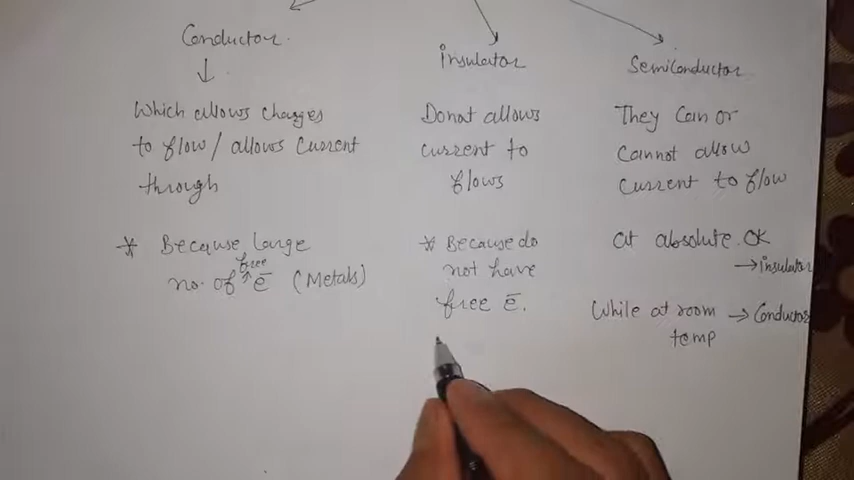 Conductor
Which allows charges
to flow/ allows current
through
* Because large
free
no. of e̅ (Metals)
insulator
Donot allows
current to
flows
* Because do
not have
free e̅.
Semiconductor
They Can or
Cannot allow
Current to flow
at absolute OK
→ insulator
While at room → Conductor
temp